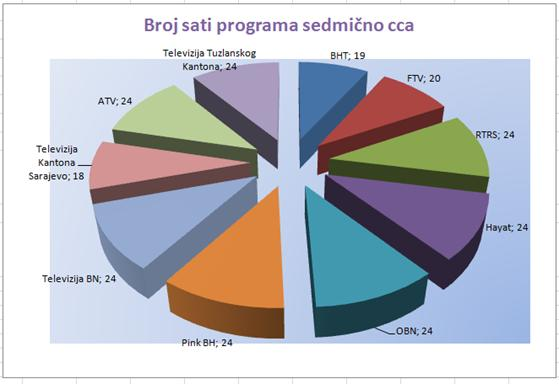 Broj sati programa sedmično cca
BHT; 19
FTV; 20
RTRS; 24
Hayat; 24
OBN; 24
Pink BH; 24
Televizija BN; 24
Televizija
Kantona
Sarajevo; 18
ATV; 24
Televizija Tuzlanskog
Kantona; 24